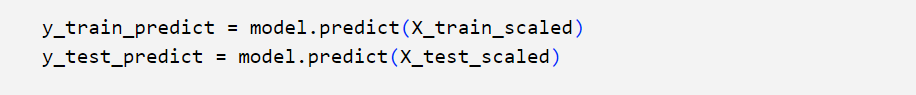 y_train_predict = model.predict(X_train_scaled)
y_test_predict = model.predict(X_test_scaled)